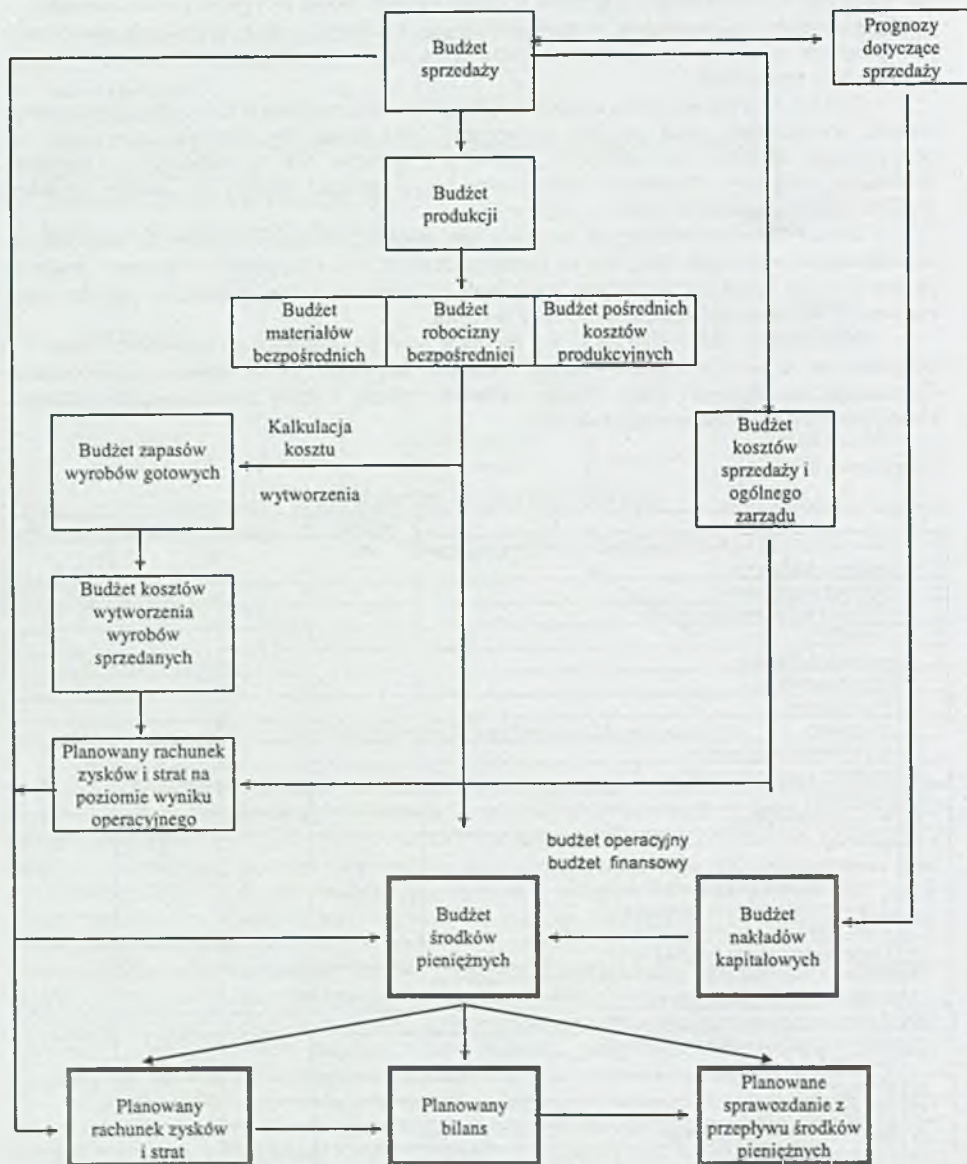 Budżet
sprzedaży
Prognozy
dotyczące
sprzedaży
Budżet
produkcji
Budżet
materiałów
bezpośrednich
Budżet
robocizny
bezpośredniej
Budżet pośrednich
kosztów
produkcyjnych
Budżet zapasów
wyrobów gotowych
Kalkulacja
kosztu
wytworzenia
Budżet
kosztów
sprzedaży i
ogólnego
zarządu
Budżet kosztów
wytworzenia
wyrobów
sprzedanych
Planowany rachunek
zysków i strat na
poziomie wyniku
operacyjnego
budżet operacyjny
budżet finansowy
Budżet
środków
pieniężnych
Budżet
nakładów
kapitałowych
Planowany
rachunek zysków
i strat
Planowany
bilans
Planowane
sprawozdanie z
przepływu środków
pieniężnych